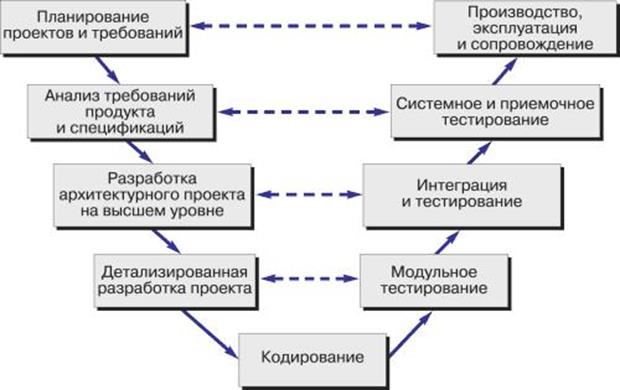 Планирование
проектов и требований
Производство,
эксплуатация
и сопровождение
Анализ требований
продукта
и спецификаций
Системное и приемочное
тестирование
Разработка
архитектурного проекта
на высшем уровне
Интеграция
и тестирование
Детализированная
разработка проекта
Модульное
тестирование
Кодирование